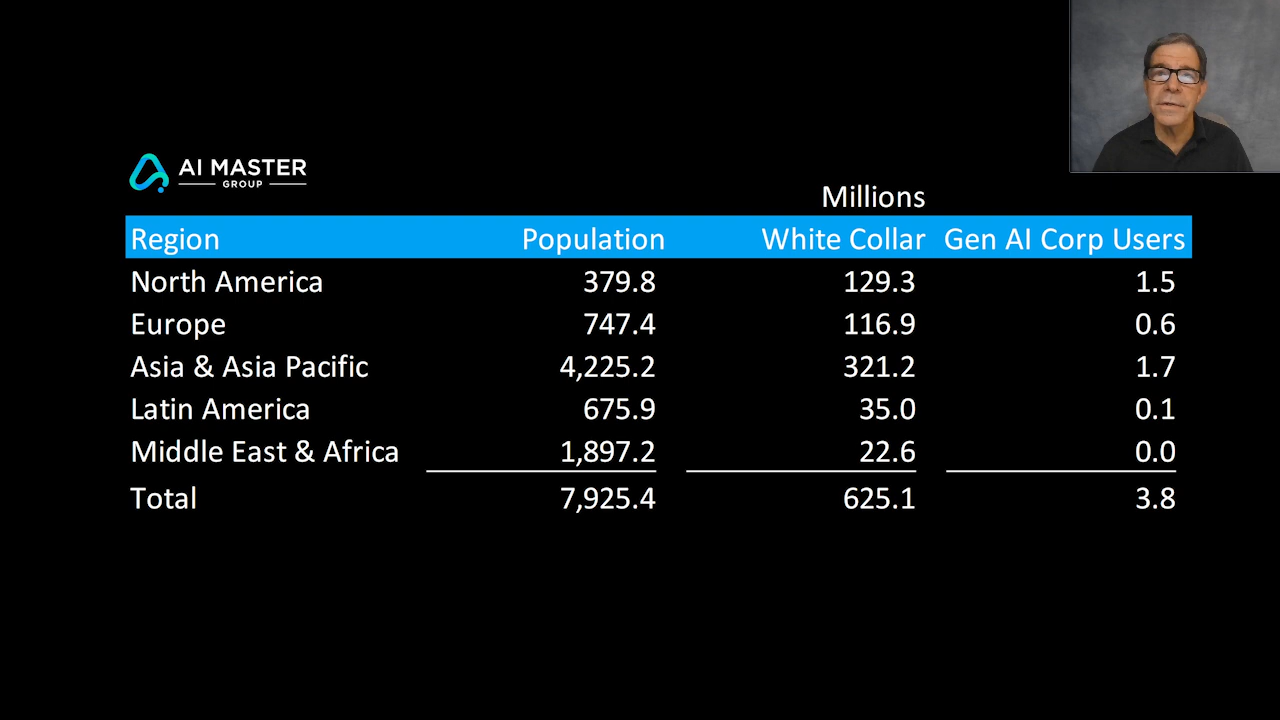 AI MASTER
GROUP
Millions
Region Population White Collar Gen AI Corp Users
North America 379.8 129.3 1.5
Europe 747.4 116.9 0.6
Asia & Asia Pacific 4,225.2 321.2 1.7
Latin America 675.9 35.0 0.1
Middle East & Africa 1,897.2 22.6 0.0
Total 7,925.4 625.1 3.8